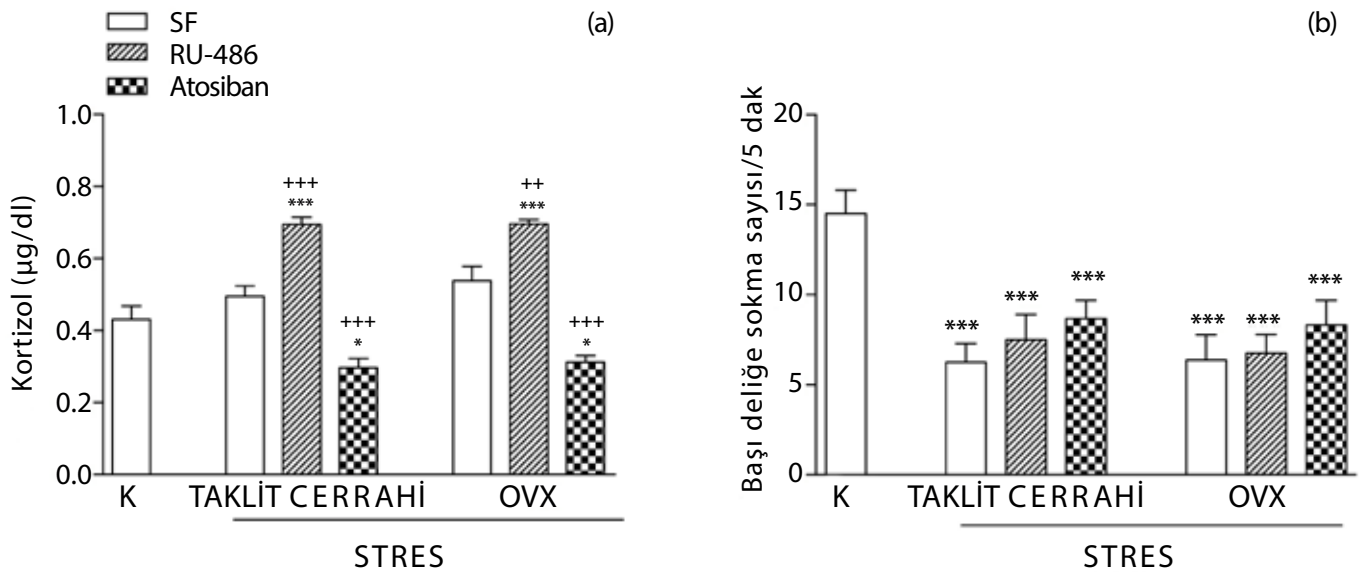 SF
RU-486
Atosiban
(a)
Kortizol (µg/dl)
1.0
0.8
0.6
0.4
0.2
0.0
+++
***
+++
*
++
***
+++
*
K
TAKLİT CERRAHİ
OVX
STRES
(b)
Başı deliğe sokma sayısı/5 dak
20
15
10
5
0
***
***
***
***
***
***
K
TAKLİT CERRAHİ
OVX
STRES